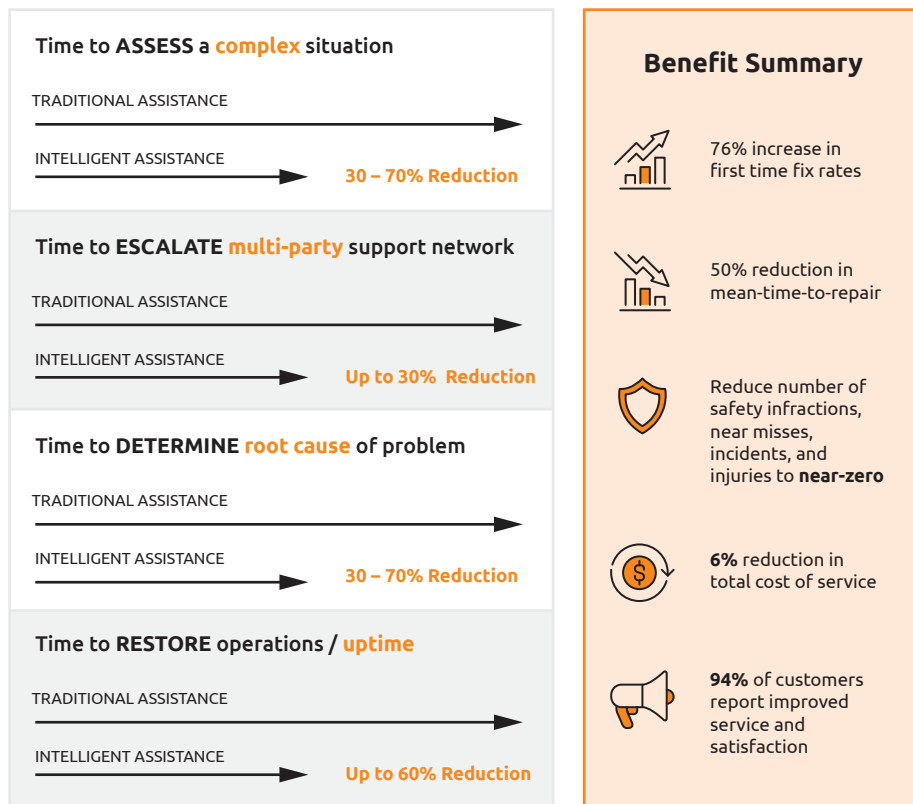 Time to ASSESS a complex situation
TRADITIONAL ASSISTANCE
INTELLIGENT ASSISTANCE
30 – 70% Reduction
Time to ESCALATE multi-party support network
TRADITIONAL ASSISTANCE
INTELLIGENT ASSISTANCE
Up to 30% Reduction
Time to DETERMINE root cause of problem
TRADITIONAL ASSISTANCE
INTELLIGENT ASSISTANCE
30 – 70% Reduction
Time to RESTORE operations / uptime
TRADITIONAL ASSISTANCE
INTELLIGENT ASSISTANCE
Up to 60% Reduction
Benefit Summary
76% increase in
first time fix rates
50% reduction in
mean-time-to-repair
Reduce number of
safety infractions,
near misses,
incidents, and
injuries to near-zero
$
6% reduction in
total cost of service
94% of customers
report improved
service and
satisfaction